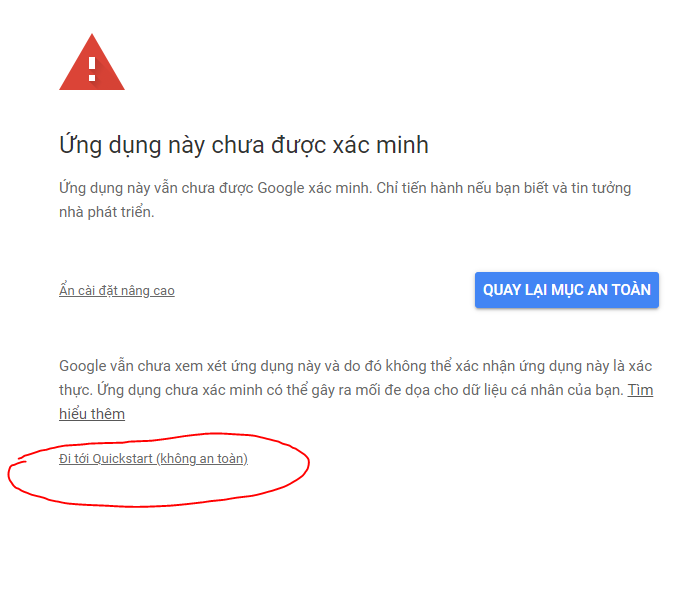 Ứng dụng này chưa được xác minh
Ứng dụng này vẫn chưa được Google xác minh. Chỉ tiến hành nếu bạn biết và tin tưởng
nhà phát triển.
Ẩn cài đặt nâng cao
QUAY LẠI MỤC AN TOÀN
Google vẫn chưa xem xét ứng dụng này và do đó không thể xác nhận ứng dụng này là xác
thực. Ứng dụng chưa xác minh có thể gây ra mối đe dọa cho dữ liệu cá nhân của bạn. Tìm
hiểu thêm
Đi tới Quickstart (không an toàn)